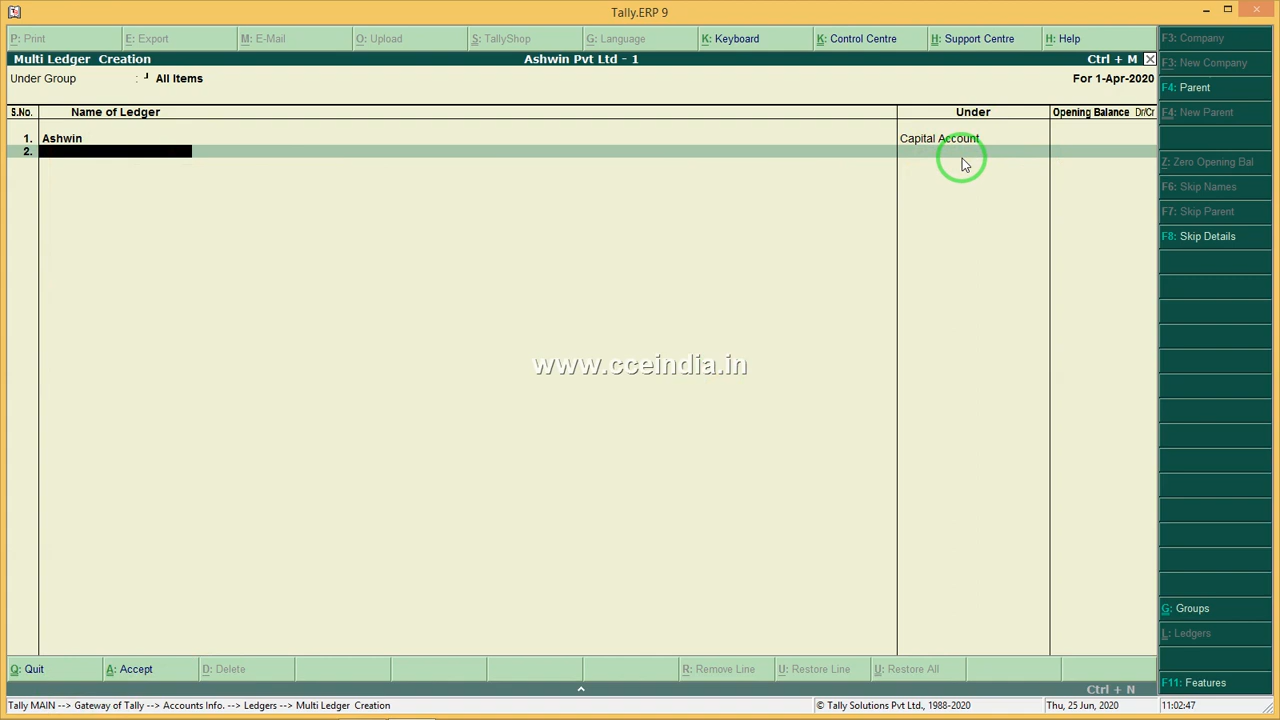 Tally.ERP 9
P: Print E: Export M: E-Mail O: Upload S: TallyShop G: Language K: Keyboard K: Control Centre H: Support Centre H: Help
Multi Ledger Creation Ashwin Pvt Ltd - 1 Ctrl + M
Under Group : ┘ All Items For 1-Apr-2020
S.No. Name of Ledger Under Opening Balance Dr/Cr
1. Ashwin Capital Account
2.
www.cceindia.in
F3: Company
F3: New Company
F4: Parent
F4: New Parent
Z: Zero Opening Bal
F6: Skip Names
F7: Skip Parent
F8: Skip Details
G: Groups
L: Ledgers
F11: Features
Q: Quit A: Accept D: Delete R: Remove Line U: Restore Line U: Restore All
Ctrl + N
Tally MAIN --> Gateway of Tally --> Accounts Info. --> Ledgers --> Multi Ledger Creation © Tally Solutions Pvt Ltd., 1988-2020 Thu, 25 Jun, 2020 11:02:47